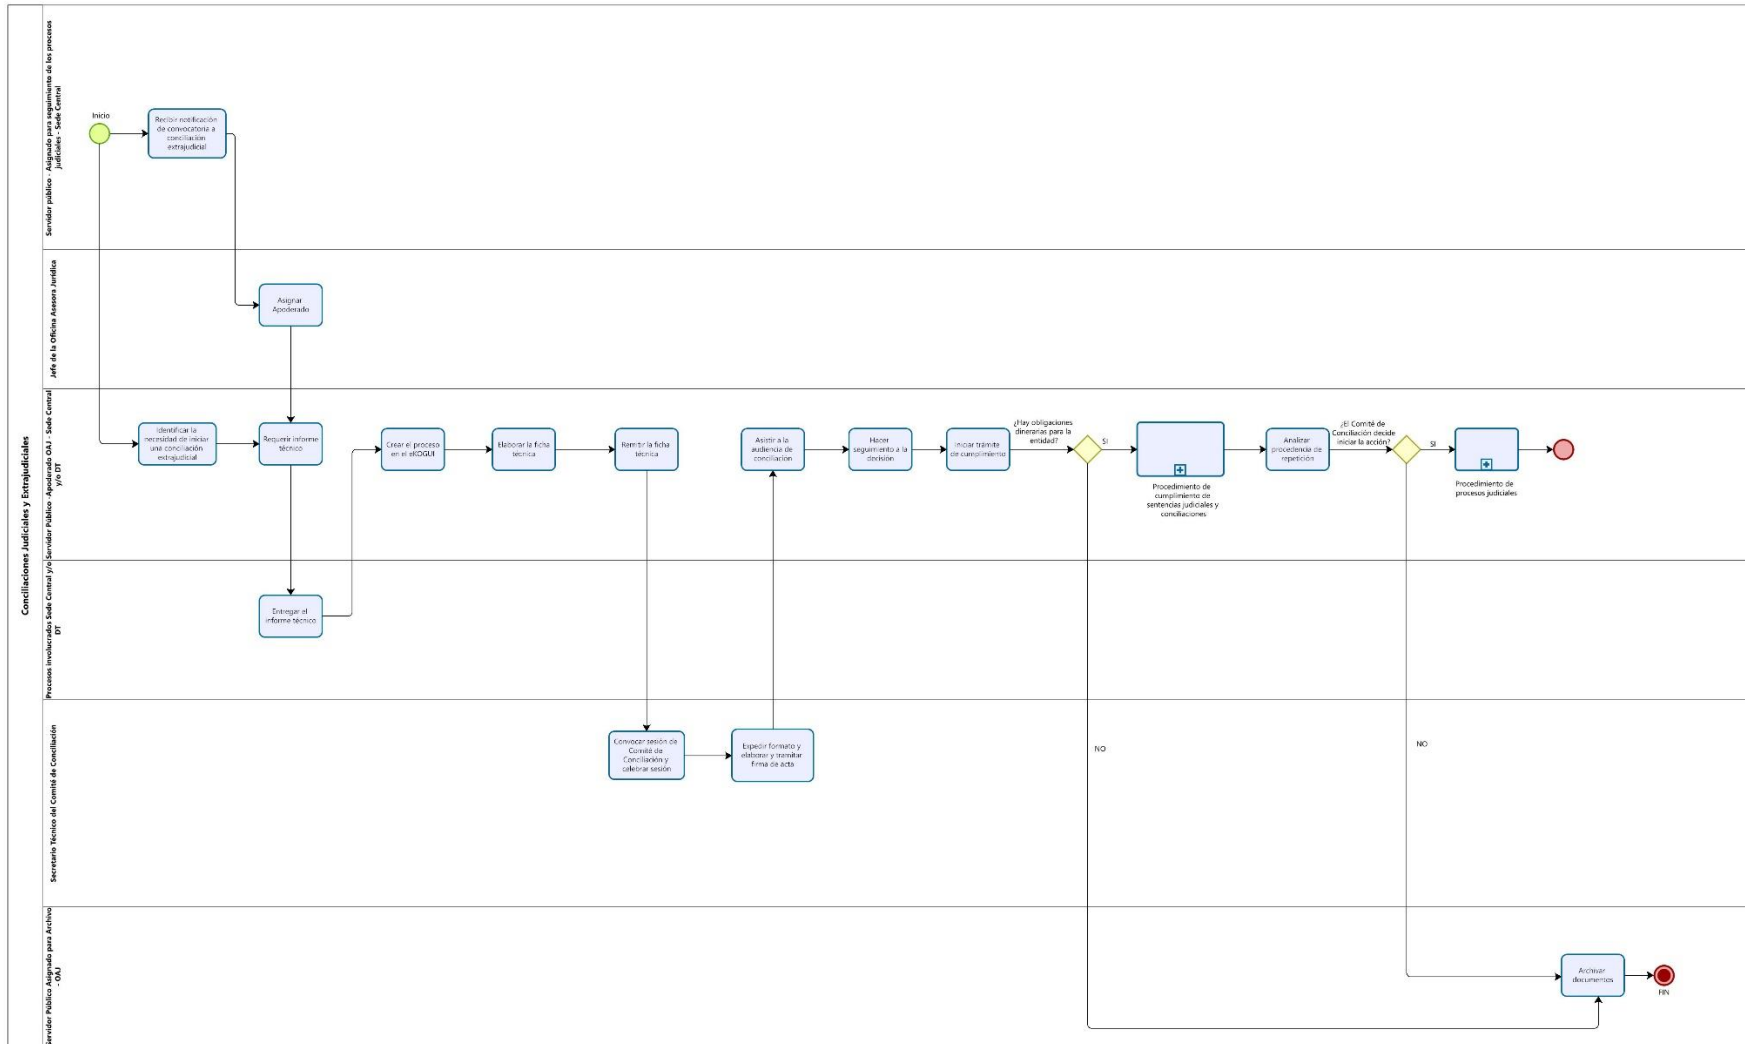 Conciliaciones Judiciales y Extrajudiciales
Servidor público - Asignado para seguimiento de los procesos
judiciales - Sede Central
Inicio
Recibir notificación
de convocatoria a
conciliación
extrajudicial
Jefe de la Oficina Asesora Jurídica
Asignar
Apoderado
Servidor Público -Apoderado OAJ - Sede Central
y/o DT
Identificar la
necesidad de iniciar
una conciliación
extrajudicial
Requerir informe
técnico
Crear el proceso
en el eKOGUI
Elaborar la ficha
técnica
Remitir la ficha
técnica
Asistir a la
audiencia de
conciliación
Hacer
seguimiento a la
decisión
Iniciar trámite
de cumplimiento
¿Hay obligaciones
dinerarias para la
entidad?
SI
Procedimiento de
cumplimiento de
sentencias judiciales y
conciliaciones
Analizar
procedencia de
repetición
¿El Comité de
Conciliación decide
iniciar la acción?
SI
Procedimiento de
procesos judiciales
Procesos involucrados Sede Central y/o
DT
Entregar el
informe técnico
Secretario Técnico del Comité de Conciliación
Convocar sesión de
Comité de
Conciliación y
celebrar sesión
Expedir formato y
elaborar y tramitar
firma de acta
NO
NO
Servidor Público Asignado para Archivo
- OAJ
Archivar
documentos
FIN